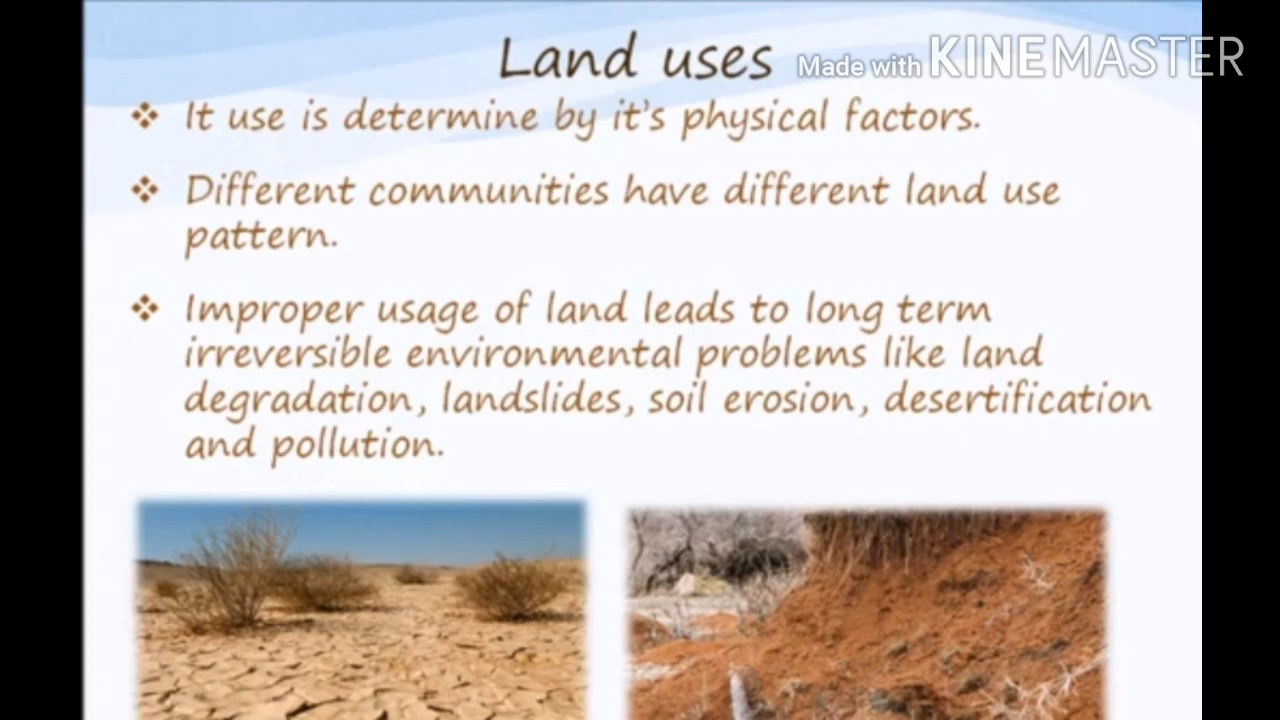 Land uses
Made with KINEMASTER
❖ It use is determine by it's physical factors.
❖ Different communities have different land use
pattern.
❖ Improper usage of land leads to long term
irreversible environmental problems like land
degradation, landslides, soil erosion, desertification
and pollution.